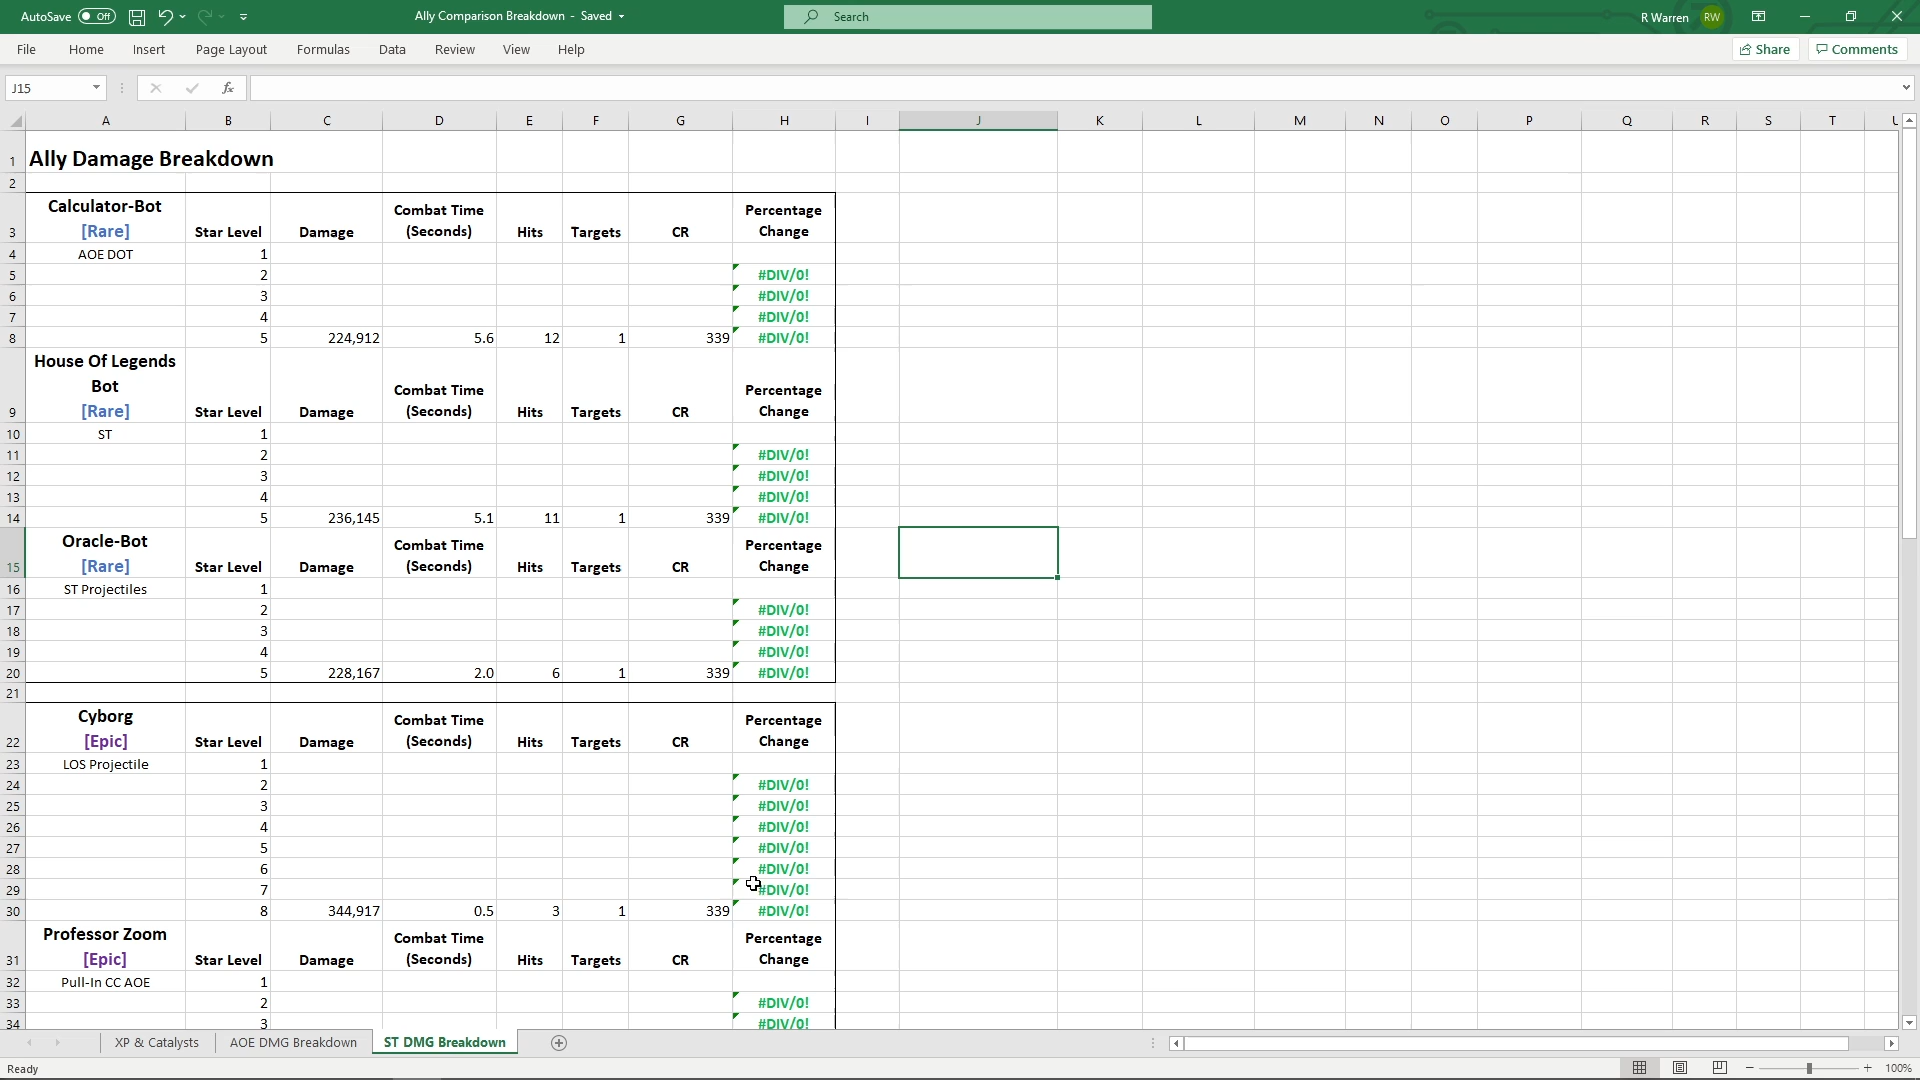 AutoSave Off Ally Comparison Breakdown - Saved Search R Warren RW
File Home Insert Page Layout Formulas Data Review View Help Share Comments
J15 fx
A B C D E F G H I J K L M N O P Q R S T U
1 Ally Damage Breakdown
2
Calculator-Bot Combat Time Percentage
3 [Rare] Star Level Damage (Seconds) Hits Targets CR Change
4 AOE DOT 1
5 2 #DIV/0!
6 3 #DIV/0!
7 4 #DIV/0!
8 5 224,912 5.6 12 1 339 #DIV/0!
House Of Legends
Bot Combat Time Percentage
9 [Rare] Star Level Damage (Seconds) Hits Targets CR Change
10 ST 1
11 2 #DIV/0!
12 3 #DIV/0!
13 4 #DIV/0!
14 5 236,145 5.1 11 1 339 #DIV/0!
Oracle-Bot Combat Time Percentage
15 [Rare] Star Level Damage (Seconds) Hits Targets CR Change
16 ST Projectiles 1
17 2 #DIV/0!
18 3 #DIV/0!
19 4 #DIV/0!
20 5 228,167 2.0 6 1 339 #DIV/0!
21
Cyborg Combat Time Percentage
22 [Epic] Star Level Damage (Seconds) Hits Targets CR Change
23 LOS Projectile 1
24 2 #DIV/0!
25 3 #DIV/0!
26 4 #DIV/0!
27 5 #DIV/0!
28 6 #DIV/0!
29 7 #DIV/0!
30 8 344,917 0.5 3 1 339 #DIV/0!
Professor Zoom Combat Time Percentage
31 [Epic] Star Level Damage (Seconds) Hits Targets CR Change
32 Pull-In CC AOE 1
33 2 #DIV/0!
34 3 #DIV/0!
XP & Catalysts AOE DMG Breakdown ST DMG Breakdown
Ready 100%